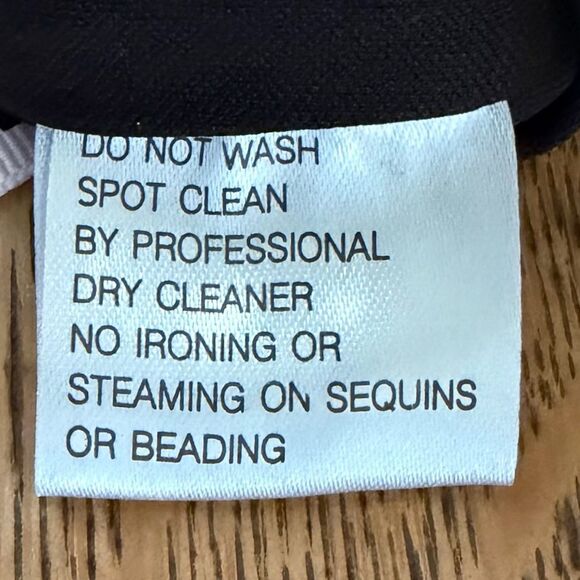 DO NOT WASH
SPOT CLEAN
BY PROFESSIONAL
DRY CLEANER
NO IRONING OR
STEAMING ON SEQUINS
OR BEADING